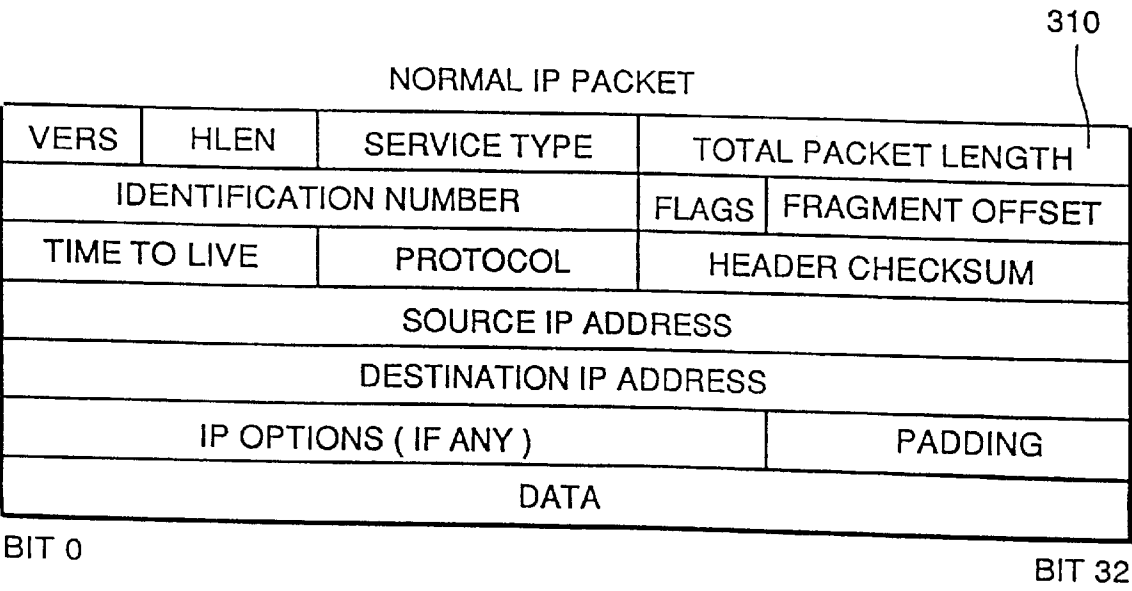 310
NORMAL IP PACKET
VERS HLEN SERVICE TYPE TOTAL PACKET LENGTH
IDENTIFICATION NUMBER FLAGS FRAGMENT OFFSET
TIME TO LIVE PROTOCOL HEADER CHECKSUM
SOURCE IP ADDRESS
DESTINATION IP ADDRESS
IP OPTIONS ( IF ANY ) PADDING
DATA
BIT 0 BIT 32